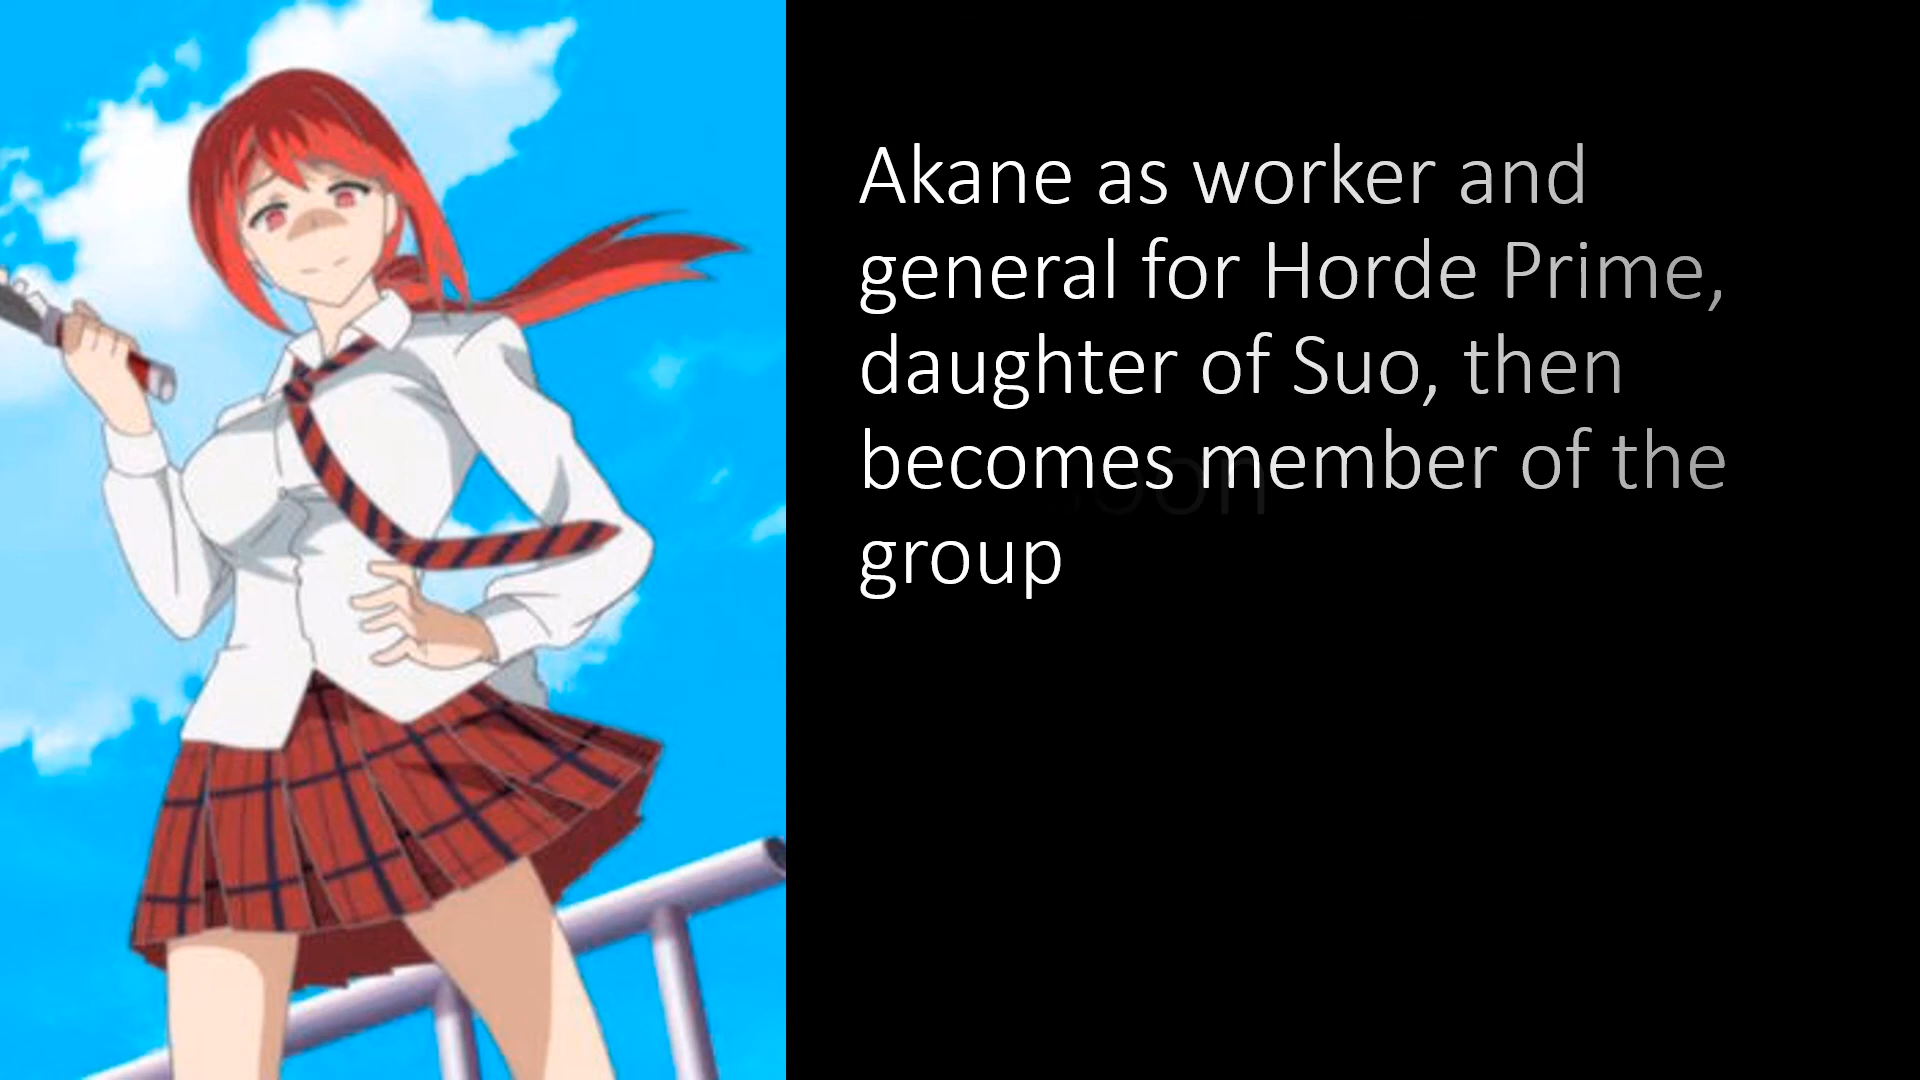 Akane as worker and
general for Horde Prime,
daughter of Suo, then
becomes member of the
group